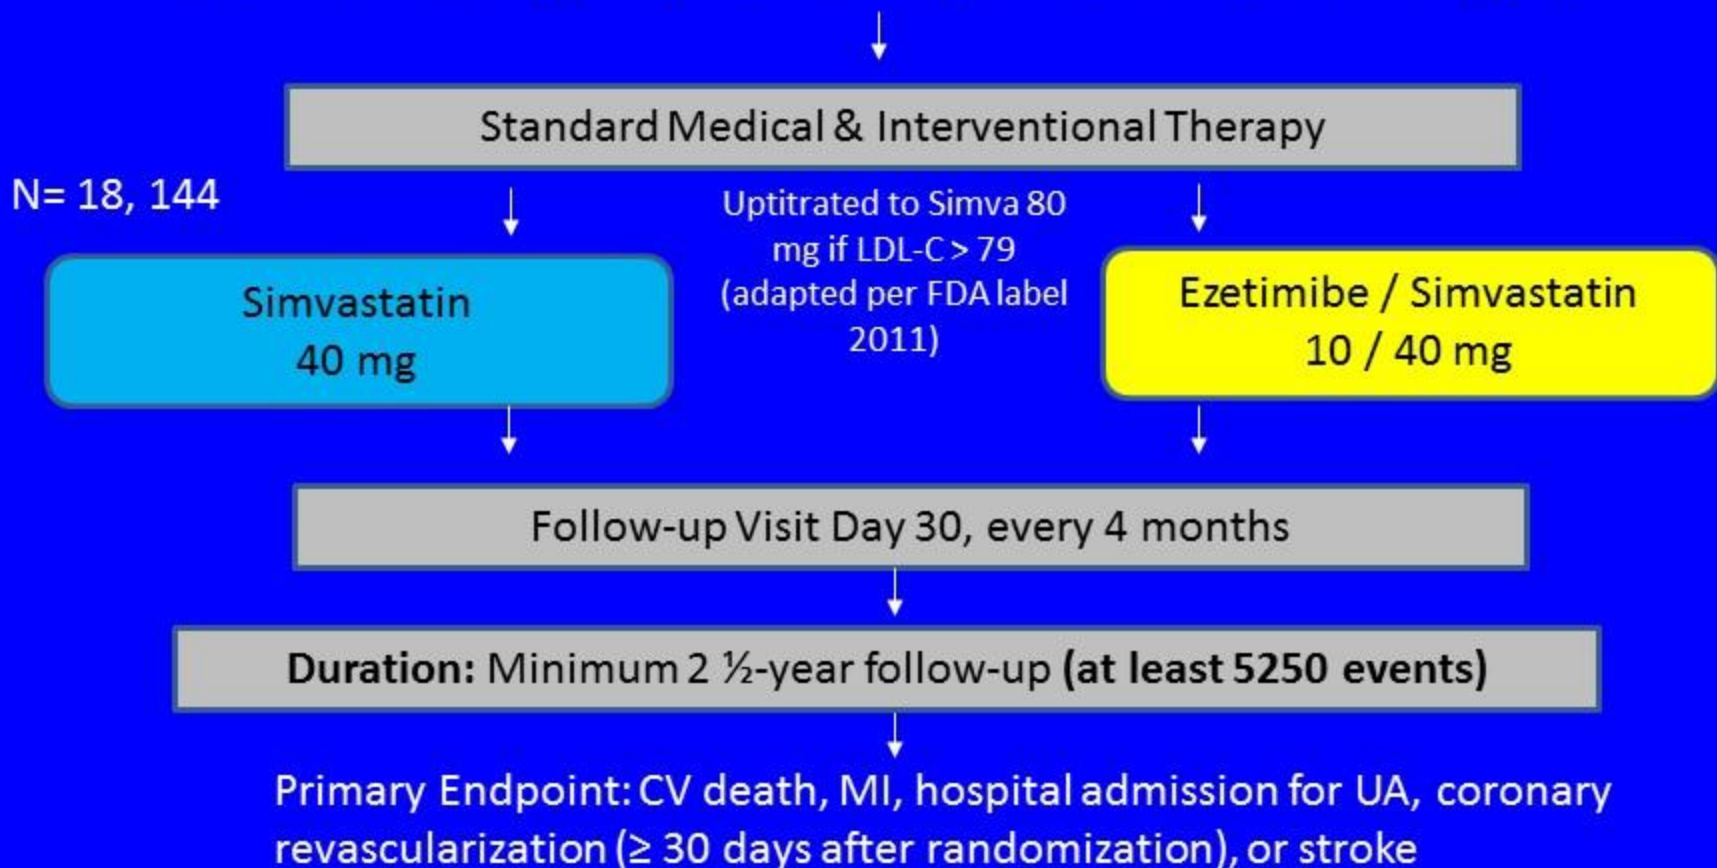 Standard Medical & Interventional Therapy
N= 18, 144
Uptitrated to Simva 80
mg if LDL-C > 79
(adapted per FDA label
2011)
Simvastatin
40 mg
Ezetimibe / Simvastatin
10 / 40 mg
Follow-up Visit Day 30, every 4 months
Duration: Minimum 2 ½-year follow-up (at least 5250 events)
Primary Endpoint: CV death, MI, hospital admission for UA, coronary
revascularization (≥ 30 days after randomization), or stroke